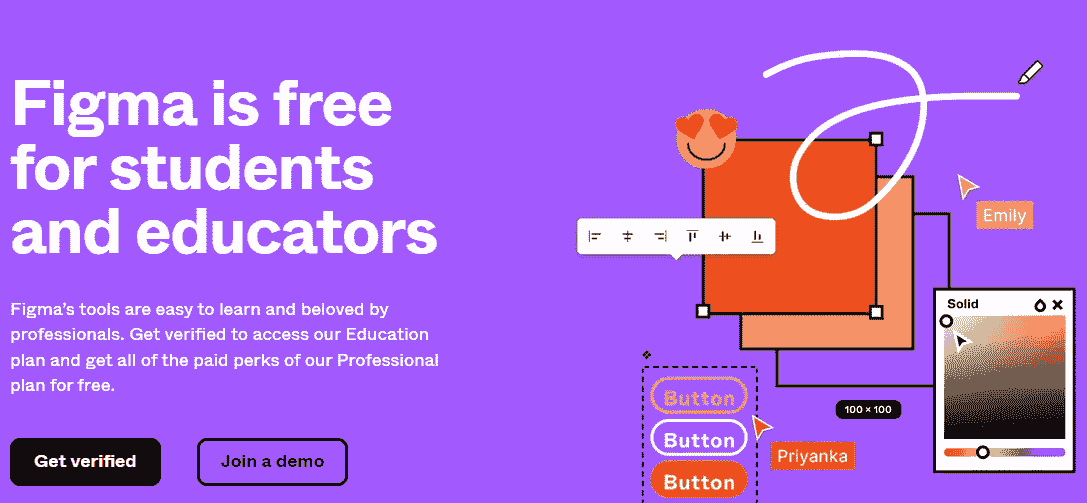 Figma is free
for students
and educators
Figma's tools are easy to learn and beloved by
professionals. Get verified to access our Education
plan and get all of the paid perks of our Professional
plan for free.
Get verified
Join a demo
Emily
Solid
100 × 100
Button
Button
Button
Priyanka